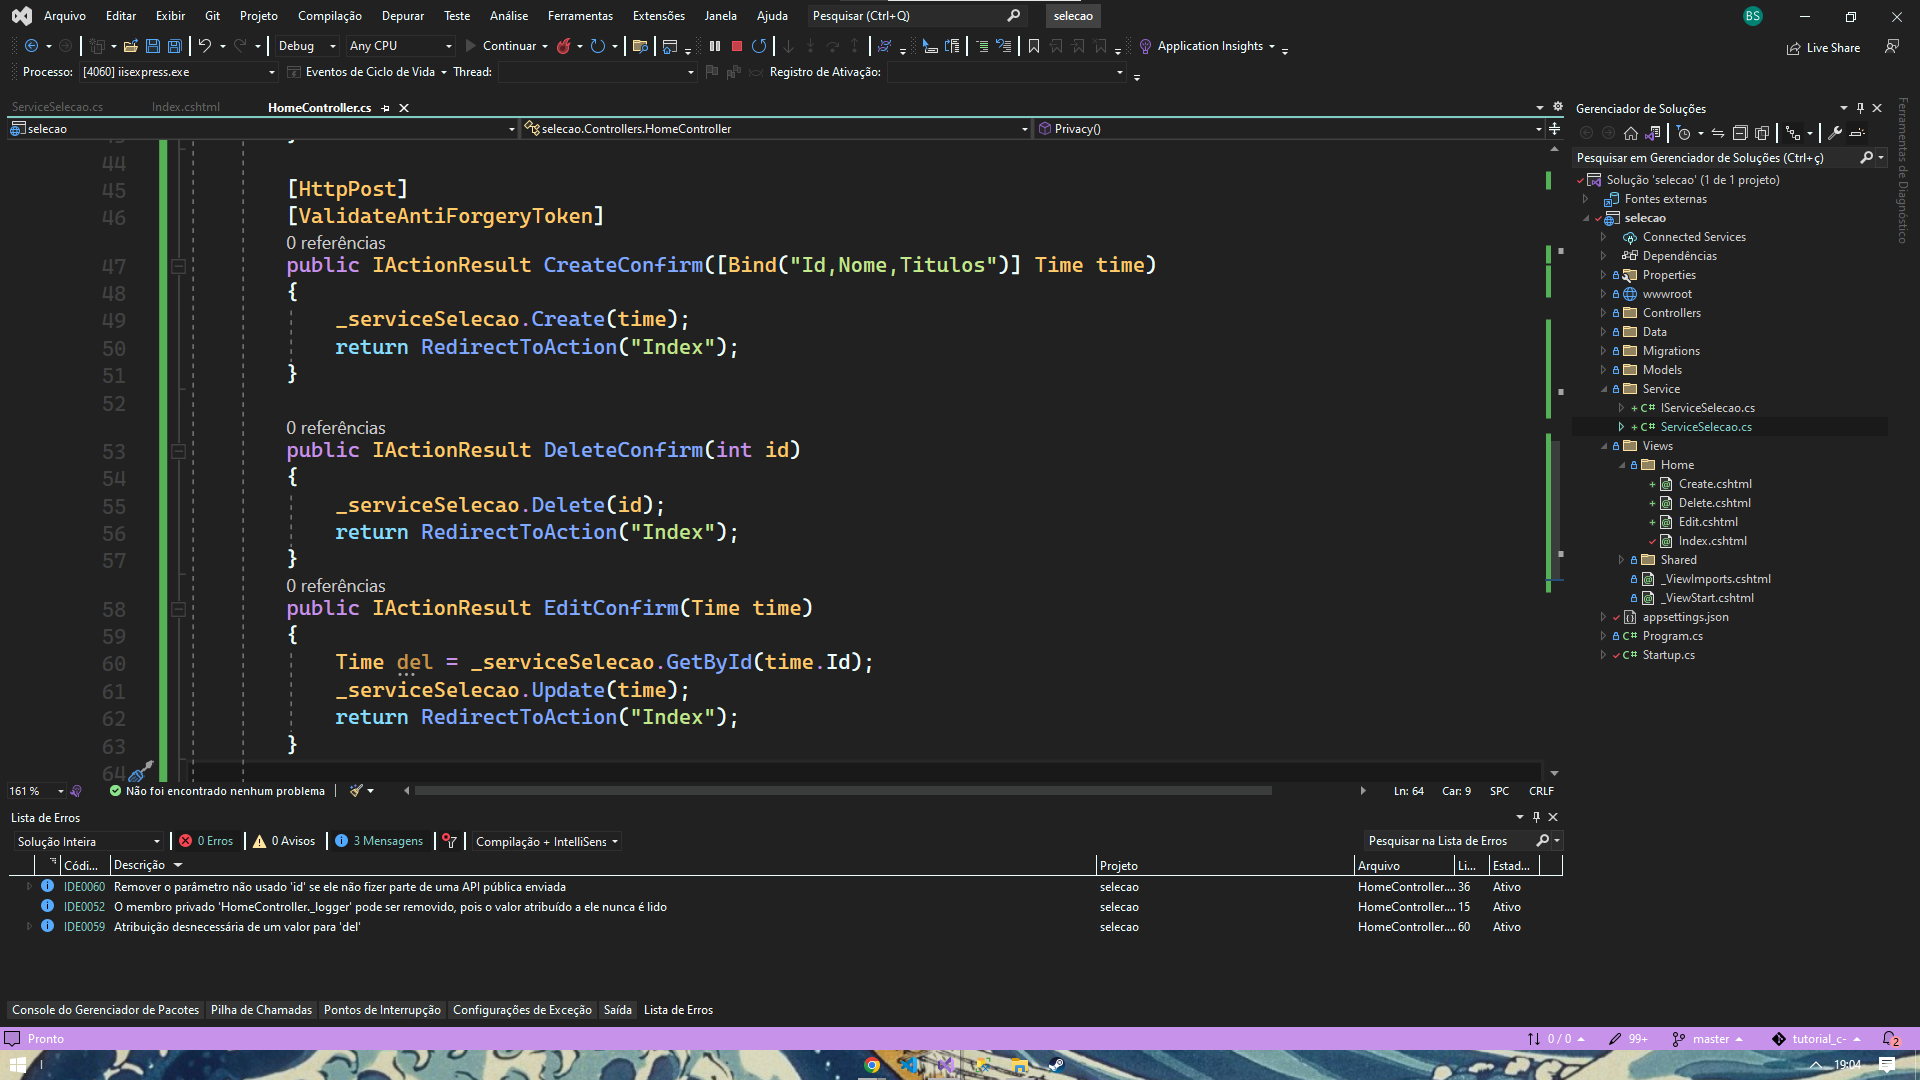 Arquivo Editar Exibir Git Projeto Compilação Depurar Teste Análise Ferramentas Extensões Janela Ajuda Pesquisar (Ctrl+Q) selecao BS
Debug Any CPU Continuar Application Insights Live Share
Processo: [4060] iisexpress.exe Eventos de Ciclo de Vida Thread: Registro de Ativação:
ServiceSelecao.cs Index.cshtml HomeController.cs
selecao selecao.Controllers.HomeController Privacy()
44
45 [HttpPost]
46 [ValidateAntiForgeryToken]
0 referências
47 public IActionResult CreateConfirm([Bind("Id,Nome,Titulos")] Time time)
48 {
49 _serviceSelecao.Create(time);
50 return RedirectToAction("Index");
51 }
52
0 referências
53 public IActionResult DeleteConfirm(int id)
54 {
55 _serviceSelecao.Delete(id);
56 return RedirectToAction("Index");
57 }
0 referências
58 public IActionResult EditConfirm(Time time)
59 {
60 Time del = _serviceSelecao.GetById(time.Id);
61 _serviceSelecao.Update(time);
62 return RedirectToAction("Index");
63 }
64
161 % Não foi encontrado nenhum problema Ln: 64 Car: 9 SPC CRLF
Lista de Erros
Solução Inteira 0 Erros 0 Avisos 3 Mensagens Compilação + IntelliSens Pesquisar na Lista de Erros
Códi... Descrição Projeto Arquivo Li... Estad...
IDE0060 Remover o parâmetro não usado 'id' se ele não fizer parte de uma API pública enviada selecao HomeController.... 36 Ativo
IDE0052 O membro privado 'HomeController._logger' pode ser removido, pois o valor atribuído a ele nunca é lido selecao HomeController.... 15 Ativo
IDE0059 Atribuição desnecessária de um valor para 'del' selecao HomeController.... 60 Ativo
Console do Gerenciador de Pacotes Pilha de Chamadas Pontos de Interrupção Configurações de Exceção Saída Lista de Erros
Gerenciador de Soluções
Pesquisar em Gerenciador de Soluções (Ctrl+ç)
Solução 'selecao' (1 de 1 projeto)
Fontes externas
selecao
Connected Services
Dependências
Properties
wwwroot
Controllers
Data
Migrations
Models
Service
C# IServiceSelecao.cs
C# ServiceSelecao.cs
Views
Home
Create.cshtml
Delete.cshtml
Edit.cshtml
Index.cshtml
Shared
_ViewImports.cshtml
_ViewStart.cshtml
appsettings.json
C# Program.cs
C# Startup.cs
Ferramentas de Diagnóstico
Pronto 0 / 0 99+ master tutorial_c- 2
19:04